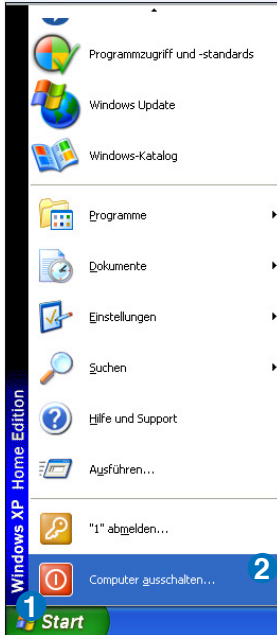 Programmzugriff und -standards
Windows Update
Windows-Katalog
Programme
Dokumente
Einstellungen
Suchen
Hilfe und Support
Ausführen...
"1" abmelden...
Computer ausschalten...
2
Windows XP Home Edition
1
Start